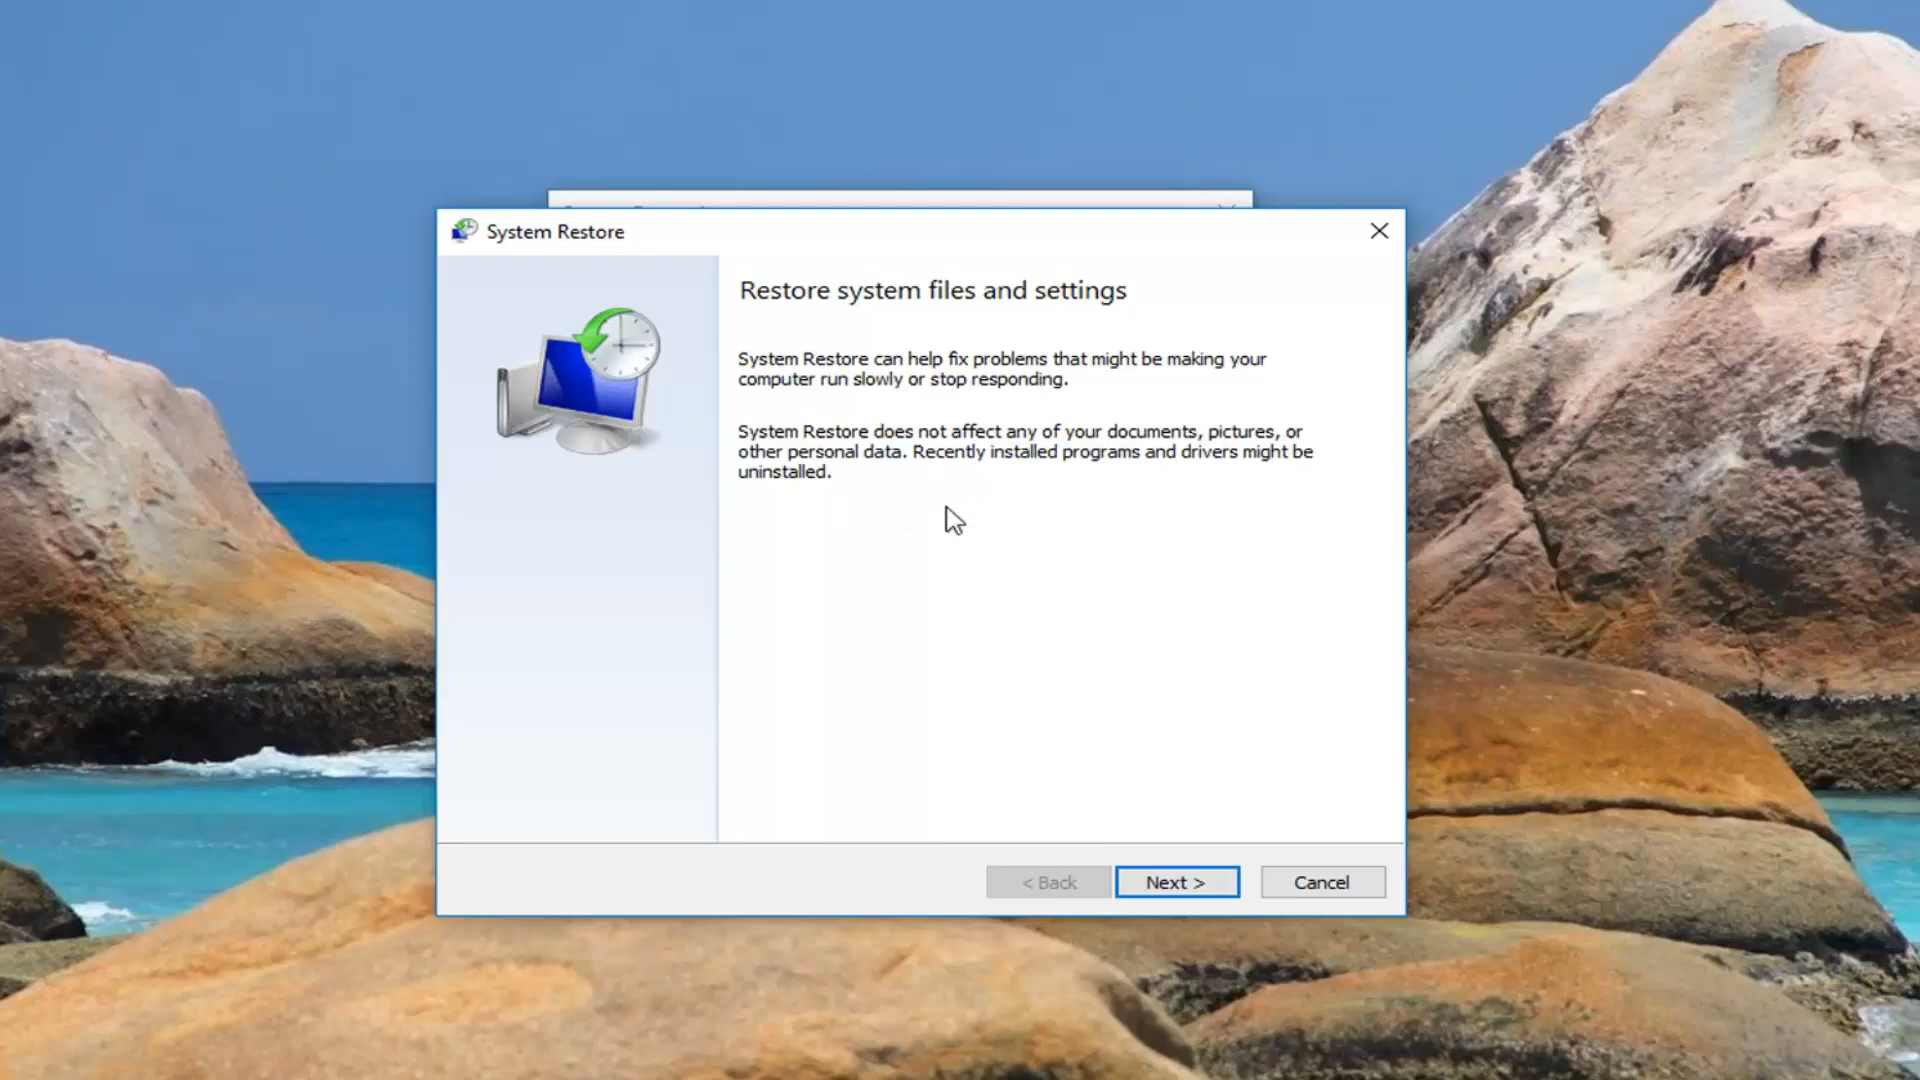 System Restore
Restore system files and settings
System Restore can help fix problems that might be making your
computer run slowly or stop responding.
System Restore does not affect any of your documents, pictures, or
other personal data. Recently installed programs and drivers might be
uninstalled.
< Back
Next >
Cancel